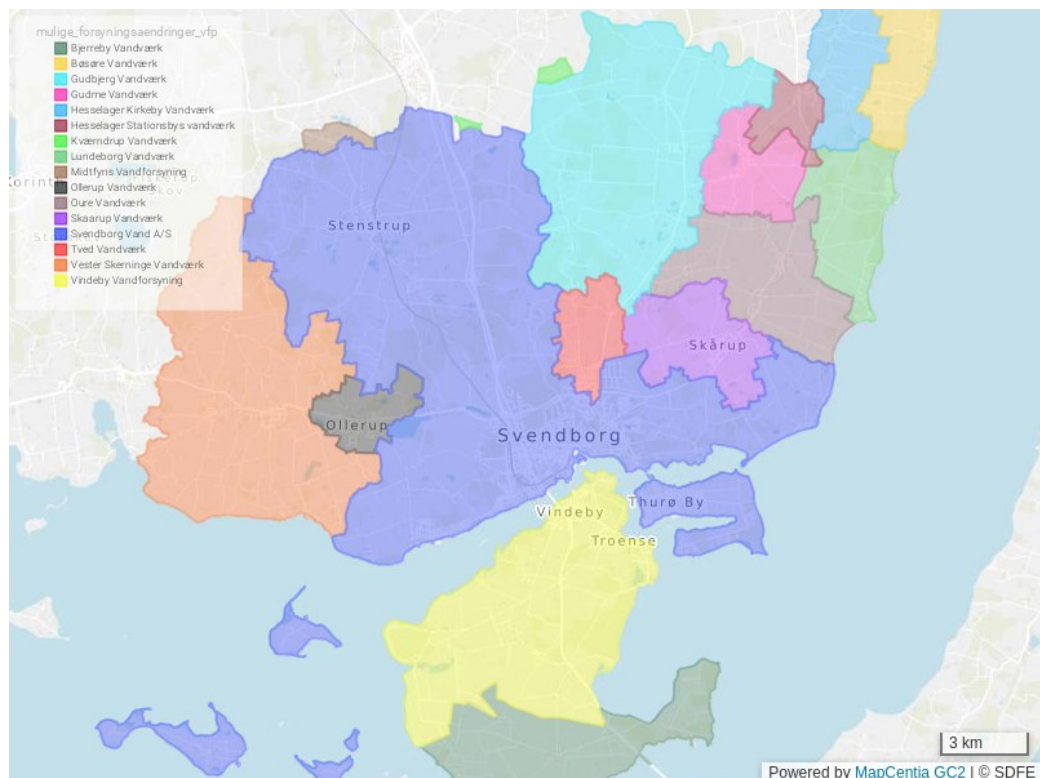 mulige_forsyningsaendringer_vfp
Bjerreby Vandværk
Bøsøre Vandværk
Gudbjerg Vandværk
Gudme Vandværk
Hesselager Kirkeby Vandværk
Hesselager Stationsbys vandværk
Kværndrup Vandværk
Lundeborg Vandværk
Midtfyns Vandforsyning
Ollerup Vandværk
Oure Vandværk
Skaarup Vandværk
Svendborg Vand A/S
Tved Vandværk
Vester Skerninge Vandværk
Vindeby Vandforsyning
Korinth
Stenstrup
Skårup
Ollerup
Svendborg
Thurø By
Vindeby
Troense
3 km
Powered by MapCentia GC2 | © SDFE